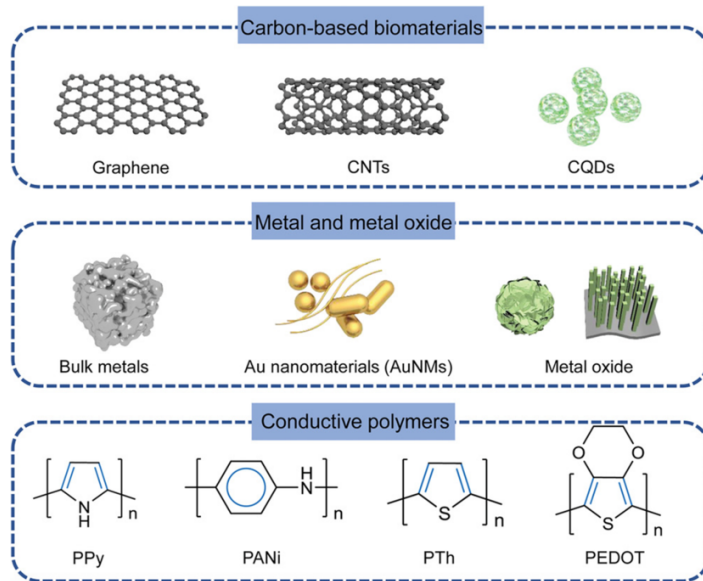 Carbon-based biomaterials
Graphene CNTs CQDs
Metal and metal oxide
Bulk metals Au nanomaterials (AuNMs) Metal oxide
Conductive polymers
O O
H
N
N
H
n n S n S n
PPy PANi PTh PEDOT